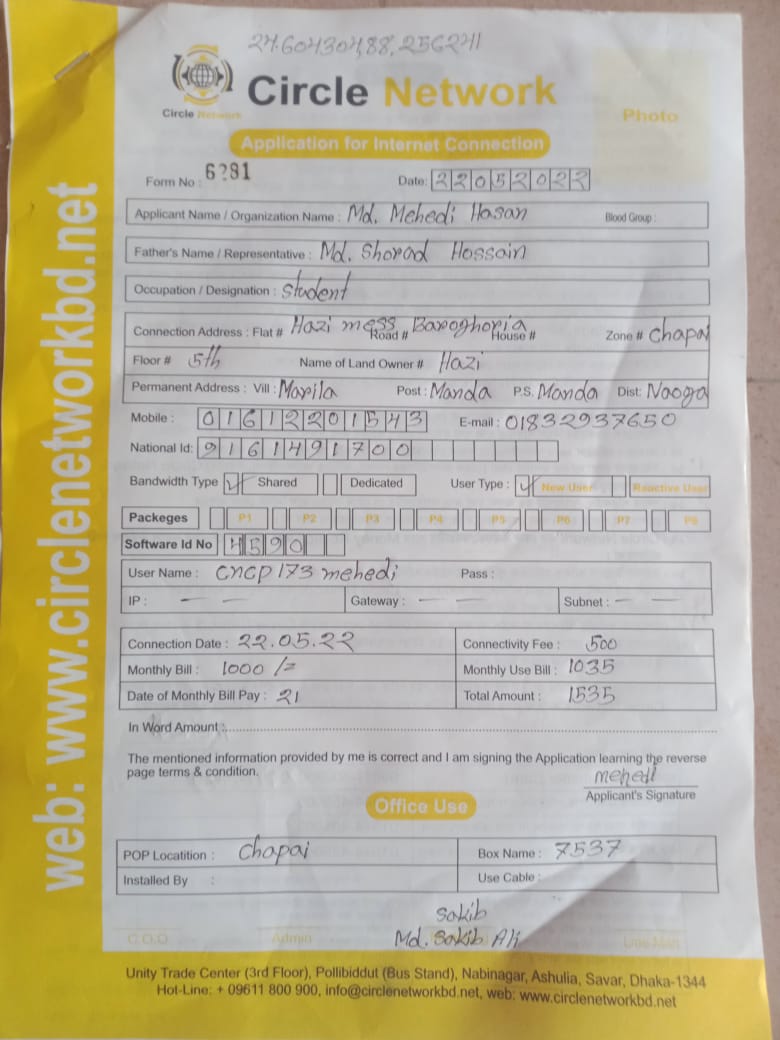 24.604304,88.256241
Circle Network
Circle Network
Photo
Application for Internet Connection
Form No : 6281
Date: 22052022
Applicant Name / Organization Name : Md. Mehedi Hasan Blood Group :
Father's Name / Representative : Md. Shorad Hossain
Occupation / Designation : Student
Connection Address : Flat # Hazi mess Road # Baroghoria House # Zone # Chapai
Floor # 5th Name of Land Owner # Hazi
Permanent Address : Vill : Marila Post : Manda P.S. Manda Dist: Naoga
Mobile : 01612201543 E-mail : 01832937650
National Id: 9161491700
Bandwidth Type Shared Dedicated User Type : New User Reactive User
Packeges P1 P2 P3 P4 P5 P6 P7 P8
Software Id No 4590
User Name : cncp173mehedi Pass :
IP : — — Gateway : — — Subnet : — —
Connection Date : 22.05.22 Connectivity Fee : 500
Monthly Bill : 1000/= Monthly Use Bill : 1035
Date of Monthly Bill Pay : 21 Total Amount : 1535
In Word Amount :
The mentioned information provided by me is correct and I am signing the Application learning the reverse
page terms & condition.
mehedi
Applicant's Signature
Office Use
POP Locatition : Chapai Box Name : 7537
Installed By : Use Cable :
Sakib
Md. Sakib Ali
C.O.O Admin Line Man
Unity Trade Center (3rd Floor), Pollibiddut (Bus Stand), Nabinagar, Ashulia, Savar, Dhaka-1344
Hot-Line: + 09611 800 900, info@circlenetworkbd.net, web: www.circlenetworkbd.net
web: www.circlenetworkbd.net